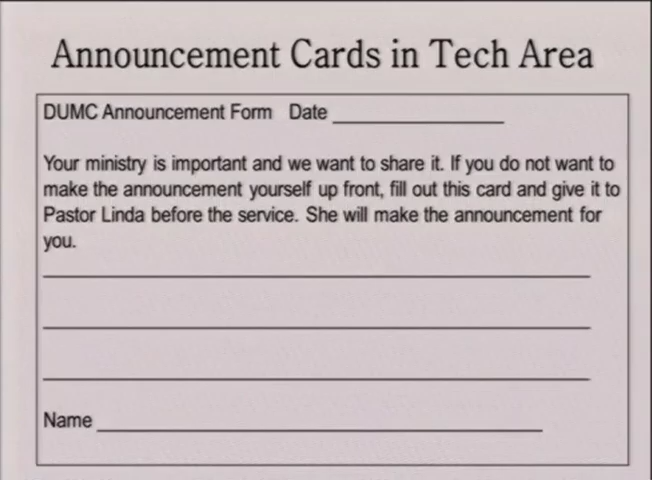 Announcement Cards in Tech Area
DUMC Announcement Form Date
Your ministry is important and we want to share it. If you do not want to
make the announcement yourself up front, fill out this card and give it to
Pastor Linda before the service. She will make the announcement for
you.
Name